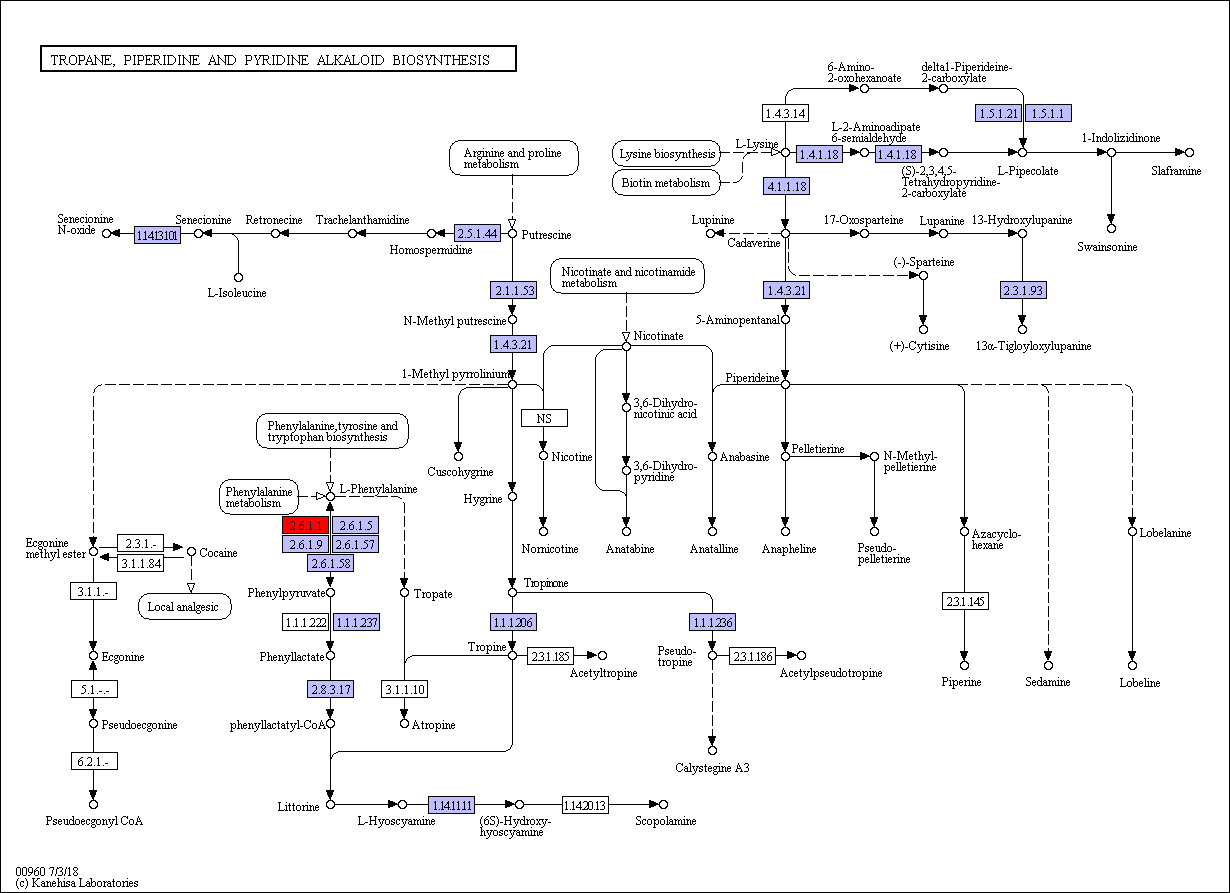 TROPANE, PIPERIDINE AND PYRIDINE ALKALOID BIOSYNTHESIS
6-Amino-
2-oxohexanoate
delta1-Piperideine-
2-carboxylate
1.4.3.14
1.5.1.21
1.5.1.1
L-2-Aminoadipate
6-semialdehyde
1-Indolizidinone
Arginine and proline
metabolism
Lysine biosynthesis
L-Lysine
1.4.1.18
1.4.1.18
L-Pipecolate
Slaframine
Biotin metabolism
4.1.1.18
(S)-2,3,4,5-
Tetrahydropyridine-
2-carboxylate
Senecionine
N-oxide
11413101
Senecionine
Retronecine
Trachelanthamidine
Homospermidine
2.5.1.44
Putrescine
Lupinine
Cadaverine
17-Oxosparteine
Lupanine
13-Hydroxylupanine
Swainsonine
L-Isoleucine
Nicotinate and nicotinamide
metabolism
(-)-Sparteine
2.1.1.53
1.4.3.21
2.3.1.93
N-Methyl putrescine
5-Aminopentanal
(+)-Cytisine
13α-Tigloyloxylupanine
1.4.3.21
Nicotinate
1-Methyl pyrrolinium
Piperideine
3,6-Dihydro-
nicotinic acid
NS
Phenylalanine,tyrosine and
tryptophan biosynthesis
Cuscohygrine
Nicotine
3,6-Dihydro-
pyridine
Anabasine
Pelletierine
N-Methyl-
pelletierine
Phenylalanine
metabolism
L-Phenylalanine
Hygrine
2.6.1.1
2.6.1.5
2.6.1.9
2.6.1.57
2.6.1.58
Nornicotine
Anatabine
Anatalline
Anapheline
Pseudo-
pelletierine
Azacyclo-
hexane
Lobelanine
Ecgonine
methyl ester
2.3.1.-
3.1.1.84
Cocaine
3.1.1.-
Local analgesic
Phenylpyruvate
Tropate
Tropinone
2.3.1.145
1.1.1.222
1.1.1.237
1.1.1.206
1.1.1.236
Ecgonine
Phenyllactate
Tropine
2.3.1.185
Acetyltropine
Pseudo-
tropine
2.3.1.186
Acetylpseudotropine
Piperine
Sedamine
Lobeline
5.1.-.-
2.8.3.17
3.1.1.10
Pseudoecgonine
phenyllactatyl-CoA
Atropine
6.2.1.-
Calystegine A3
Pseudoecgonyl CoA
Littorine
L-Hyoscyamine
1.14.11.11
(6S)-Hydroxy-
hyoscyamine
1.14.20.13
Scopolamine
00960 7/3/18
(c) Kanehisa Laboratories